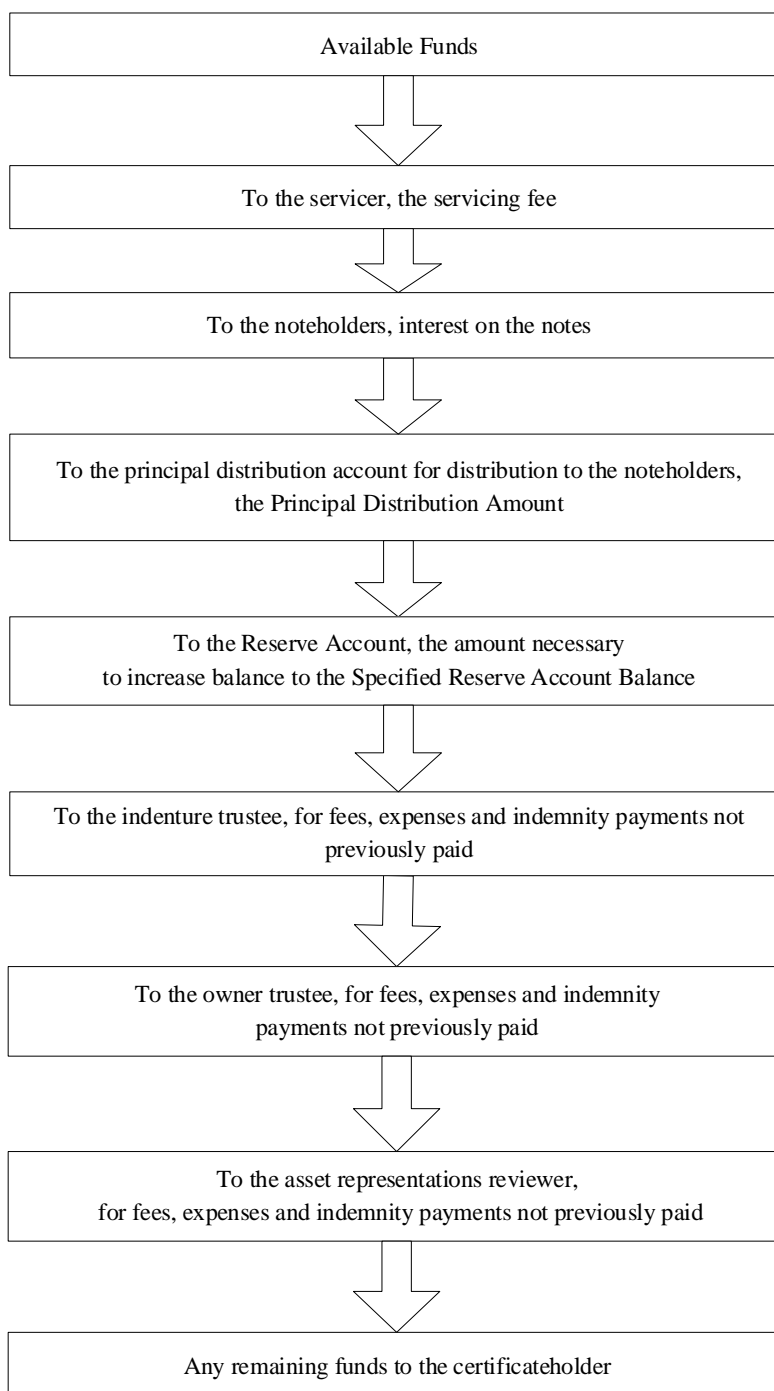 Available Funds
To the servicer, the servicing fee
To the noteholders, interest on the notes
To the principal distribution account for distribution to the noteholders,
the Principal Distribution Amount
To the Reserve Account, the amount necessary
to increase balance to the Specified Reserve Account Balance
To the indenture trustee, for fees, expenses and indemnity payments not
previously paid
To the owner trustee, for fees, expenses and indemnity
payments not previously paid
To the asset representations reviewer,
for fees, expenses and indemnity payments not previously paid
Any remaining funds to the certificateholder